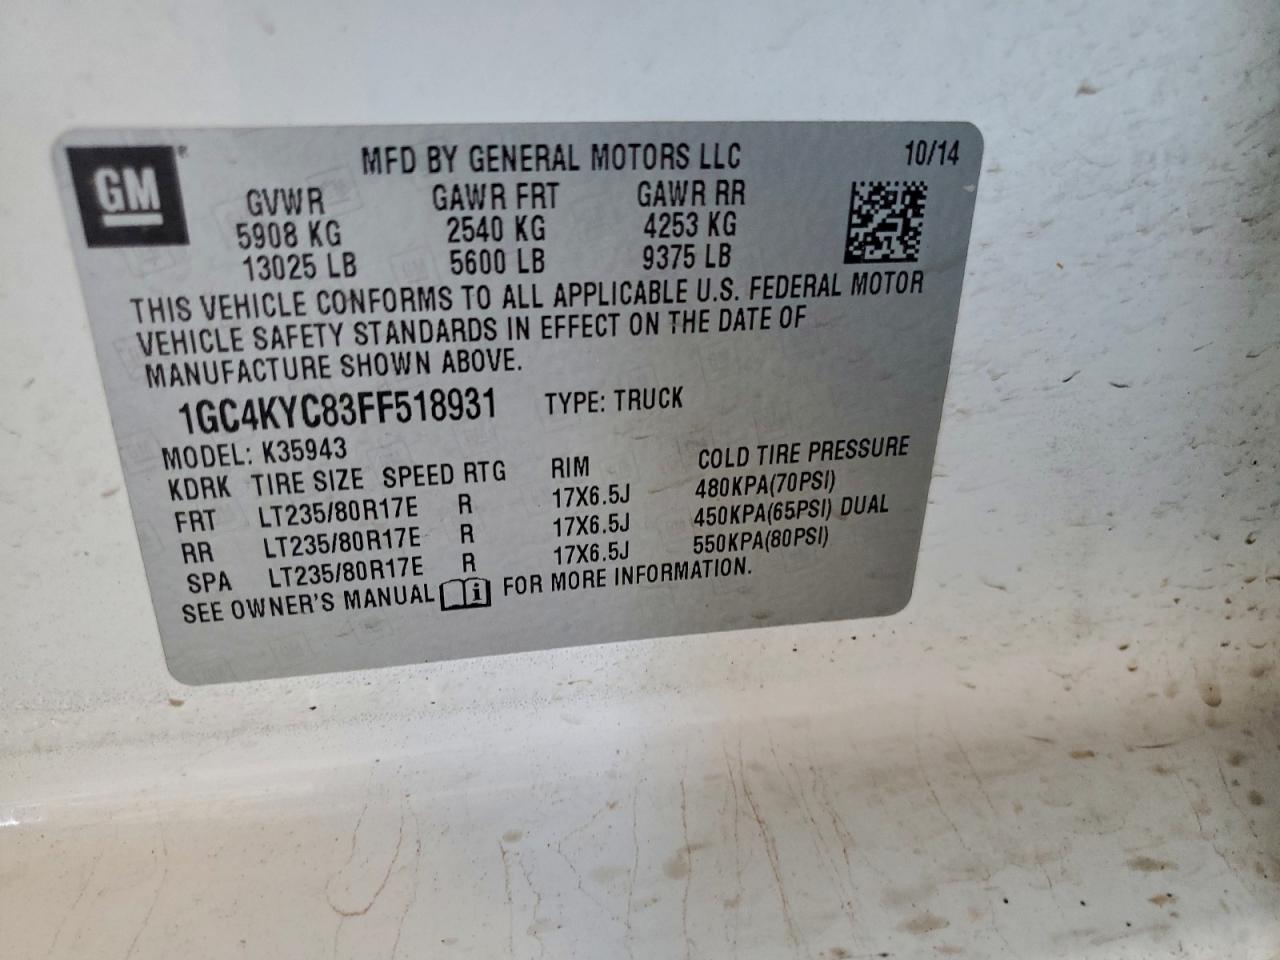 GM®
MFD BY GENERAL MOTORS LLC 10/14
GVWR GAWR FRT GAWR RR
5908 KG 2540 KG 4253 KG
13025 LB 5600 LB 9375 LB
THIS VEHICLE CONFORMS TO ALL APPLICABLE U.S. FEDERAL MOTOR
VEHICLE SAFETY STANDARDS IN EFFECT ON THE DATE OF
MANUFACTURE SHOWN ABOVE.
1GC4KYC83FF518931 TYPE: TRUCK
MODEL: K35943
KDRK TIRE SIZE SPEED RTG RIM COLD TIRE PRESSURE
FRT LT235/80R17E R 17X6.5J 480KPA(70PSI)
RR LT235/80R17E R 17X6.5J 450KPA(65PSI) DUAL
SPA LT235/80R17E R 17X6.5J 550KPA(80PSI)
SEE OWNER'S MANUAL FOR MORE INFORMATION.